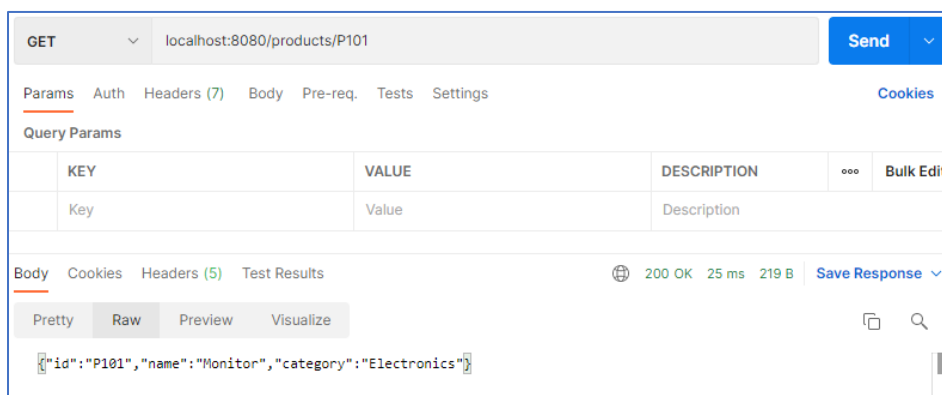 GET localhost:8080/products/P101 Send
Params Auth Headers (7) Body Pre-req. Tests Settings Cookies
Query Params
KEY VALUE DESCRIPTION ooo Bulk Edi
Key Value Description
Body Cookies Headers (5) Test Results 200 OK 25 ms 219 B Save Response
Pretty Raw Preview Visualize
{"id":"P101","name":"Monitor","category":"Electronics"}